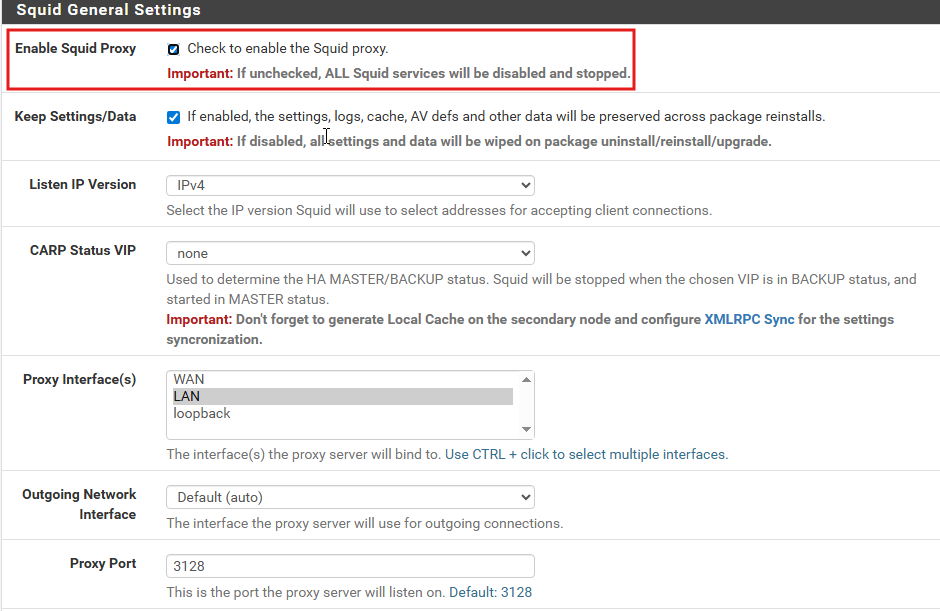 Squid General Settings
Enable Squid Proxy
Check to enable the Squid proxy.
Important: If unchecked, ALL Squid services will be disabled and stopped.
Keep Settings/Data
If enabled, the settings, logs, cache, AV defs and other data will be preserved across package reinstalls.
Important: If disabled, all settings and data will be wiped on package uninstall/reinstall/upgrade.
Listen IP Version
IPv4
Select the IP version Squid will use to select addresses for accepting client connections.
CARP Status VIP
none
Used to determine the HA MASTER/BACKUP status. Squid will be stopped when the chosen VIP is in BACKUP status, and
started in MASTER status.
Important: Don't forget to generate Local Cache on the secondary node and configure XMLRPC Sync for the settings
syncronization.
Proxy Interface(s)
WAN
LAN
loopback
The interface(s) the proxy server will bind to. Use CTRL + click to select multiple interfaces.
Outgoing Network
Interface
Default (auto)
The interface the proxy server will use for outgoing connections.
Proxy Port
3128
This is the port the proxy server will listen on. Default: 3128